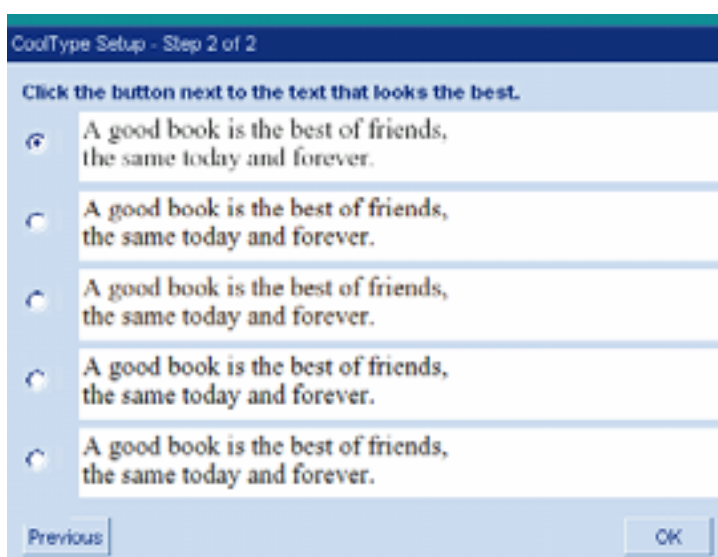 CoolType Setup - Step 2 of 2
Click the button next to the text that looks the best.
A good book is the best of friends,
the same today and forever.
A good book is the best of friends,
the same today and forever.
A good book is the best of friends,
the same today and forever.
A good book is the best of friends,
the same today and forever.
A good book is the best of friends,
the same today and forever.
Previous OK